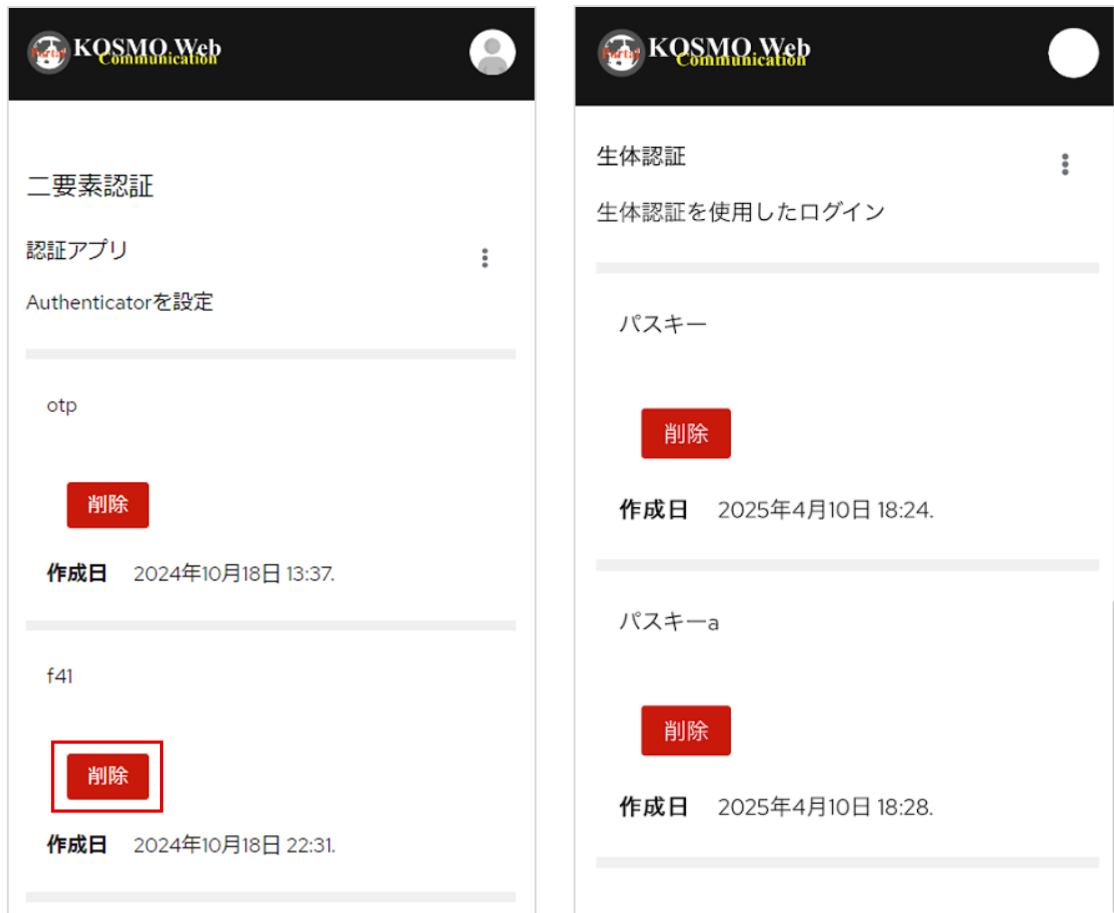 Portal KOSMO Web
Communication
二要素認証
認証アプリ
Authenticatorを設定
otp
削除
作成日 2024年10月18日 13:37.
f41
削除
作成日 2024年10月18日 22:31.
Portal KOSMO Web
Communication
生体認証
生体認証を使用したログイン
パスキー
削除
作成日 2025年4月10日 18:24.
パスキーa
削除
作成日 2025年4月10日 18:28.